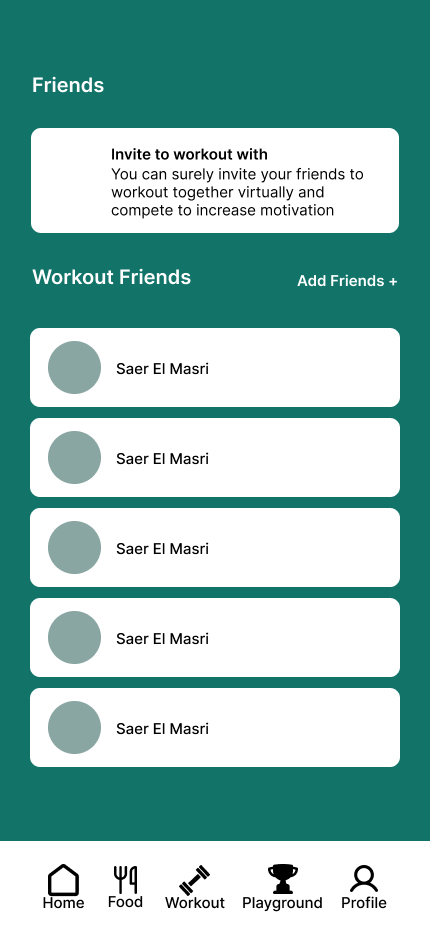 Friends
Invite to workout with
You can surely invite your friends to
workout together virtually and
compete to increase motivation
Workout Friends
Add Friends +
Saer El Masri
Saer El Masri
Saer El Masri
Saer El Masri
Saer El Masri
Home
Food
Workout
Playground
Profile